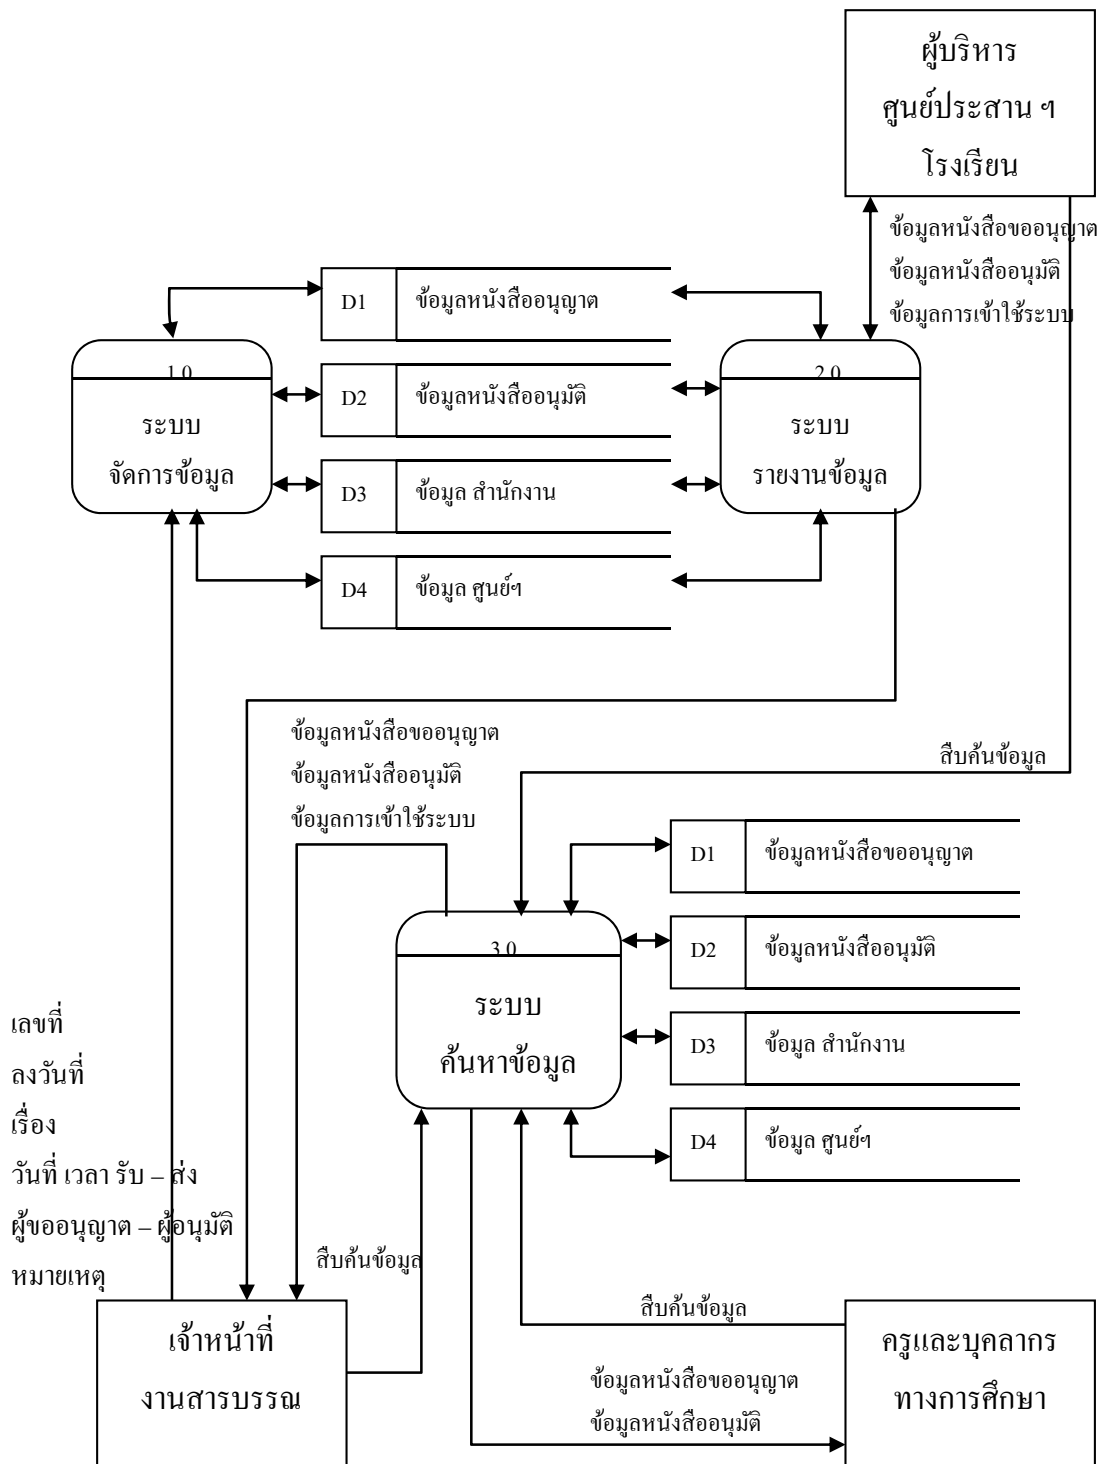 ผู้บริหาร
ศูนย์ประสาน ฯ
โรงเรียน
ข้อมูลหนังสือขออนุญาต
ข้อมูลหนังสืออนุมัติ
ข้อมูลการเข้าใช้ระบบ
D1 ข้อมูลหนังสืออนุญาต
D2 ข้อมูลหนังสืออนุมัติ
D3 ข้อมูล สำนักงาน
D4 ข้อมูล ศูนย์ฯ
1.0
ระบบ
จัดการข้อมูล
2.0
ระบบ
รายงานข้อมูล
ข้อมูลหนังสือขออนุญาต
ข้อมูลหนังสืออนุมัติ
ข้อมูลการเข้าใช้ระบบ
สืบค้นข้อมูล
D1 ข้อมูลหนังสือขออนุญาต
D2 ข้อมูลหนังสืออนุมัติ
D3 ข้อมูล สำนักงาน
D4 ข้อมูล ศูนย์ฯ
3.0
ระบบ
ค้นหาข้อมูล
เลขที่
ลงวันที่
เรื่อง
วันที่ เวลา รับ – ส่ง
ผู้ขออนุญาต – ผู้อนุมัติ
หมายเหตุ
สืบค้นข้อมูล
สืบค้นข้อมูล
ข้อมูลหนังสือขออนุญาต
ข้อมูลหนังสืออนุมัติ
เจ้าหน้าที่
งานสารบรรณ
ครูและบุคลากร
ทางการศึกษา